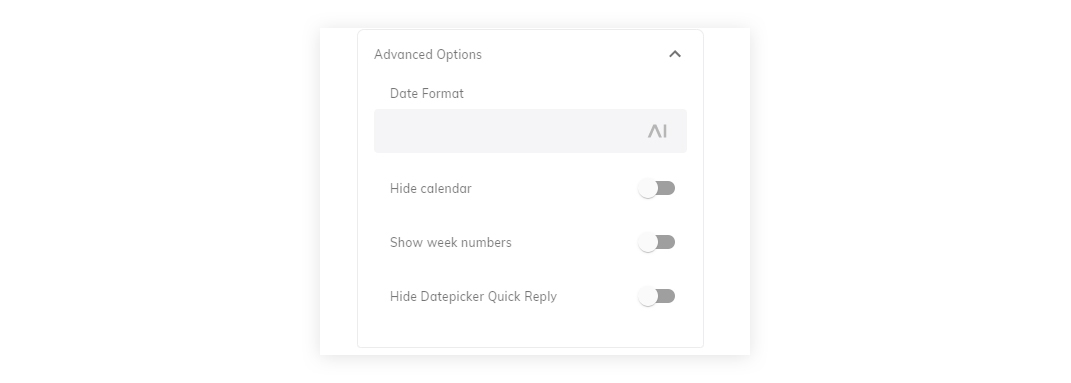 Advanced Options
Date Format
AI
Hide calendar
Show week numbers
Hide Datepicker Quick Reply